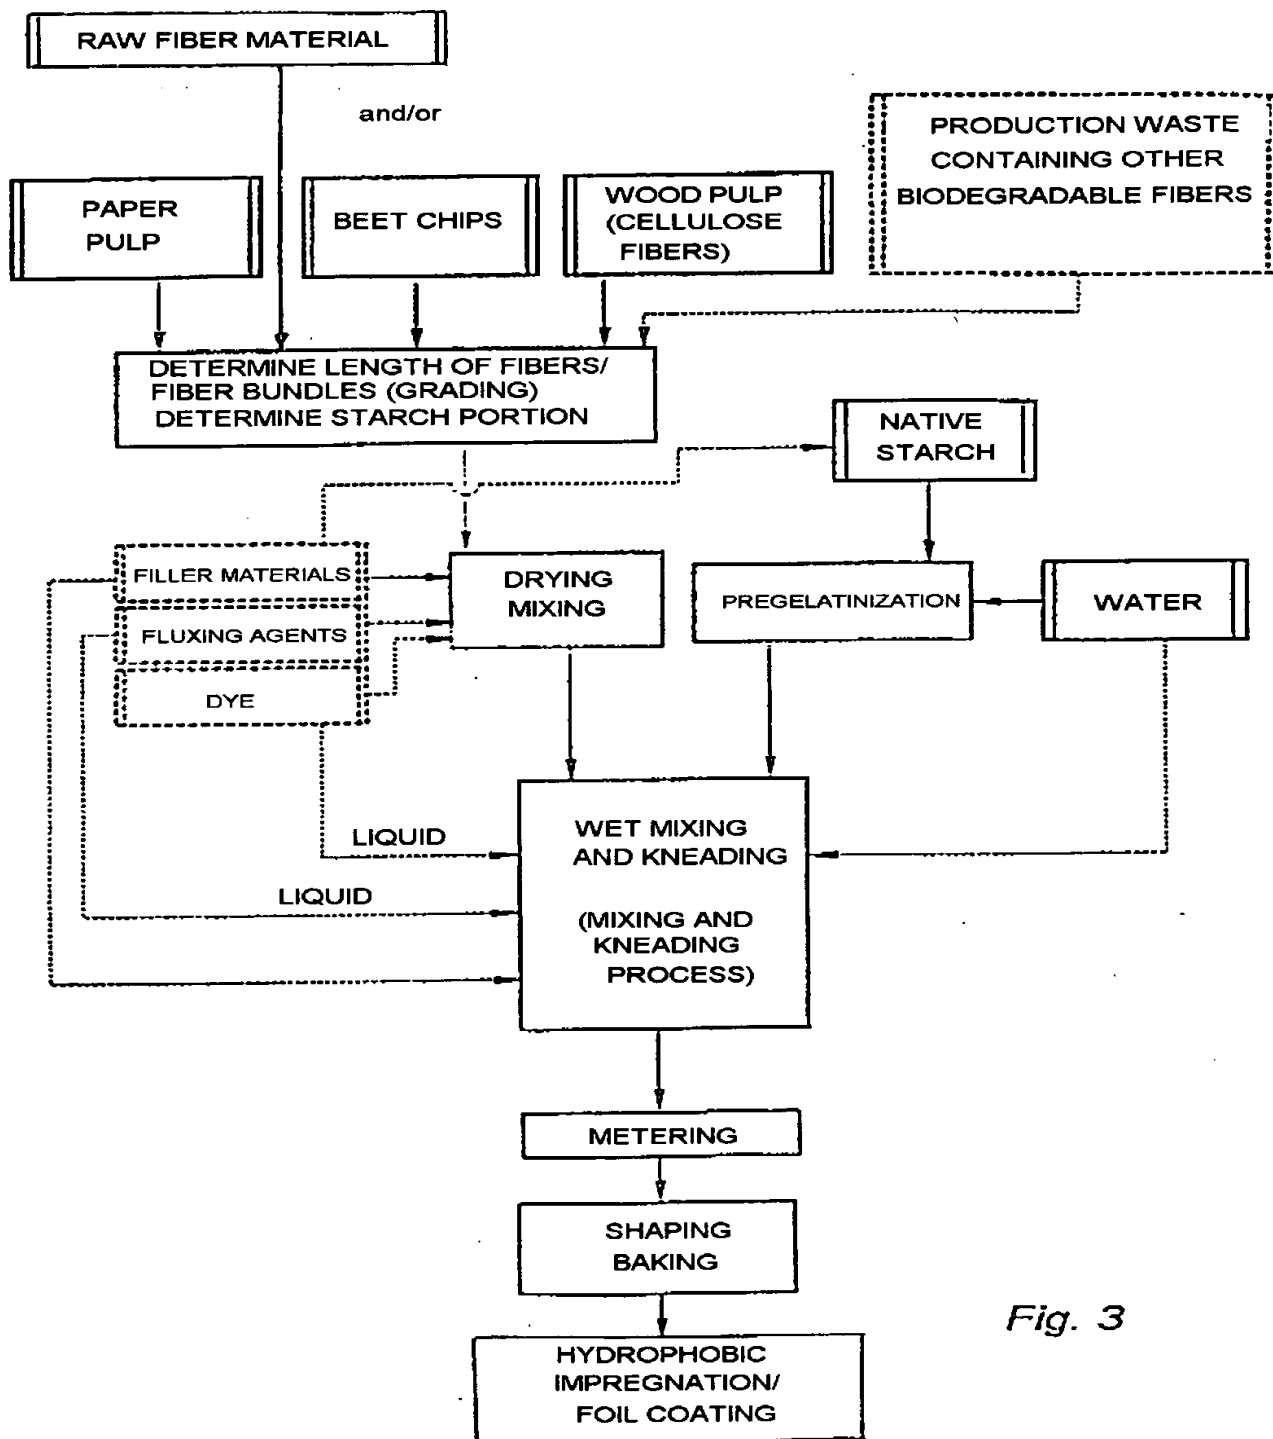 RAW FIBER MATERIAL
and/or
PAPER
PULP
BEET CHIPS
WOOD PULP
(CELLULOSE
FIBERS)
PRODUCTION WASTE
CONTAINING OTHER
BIODEGRADABLE FIBERS
DETERMINE LENGTH OF FIBERS/
FIBER BUNDLES (GRADING)
DETERMINE STARCH PORTION
NATIVE
STARCH
FILLER MATERIALS
FLUXING AGENTS
DYE
DRYING
MIXING
PREGELATINIZATION
WATER
LIQUID
LIQUID
WET MIXING
AND KNEADING
(MIXING AND
KNEADING
PROCESS)
METERING
SHAPING
BAKING
HYDROPHOBIC
IMPREGNATION/
FOIL COATING
Fig. 3